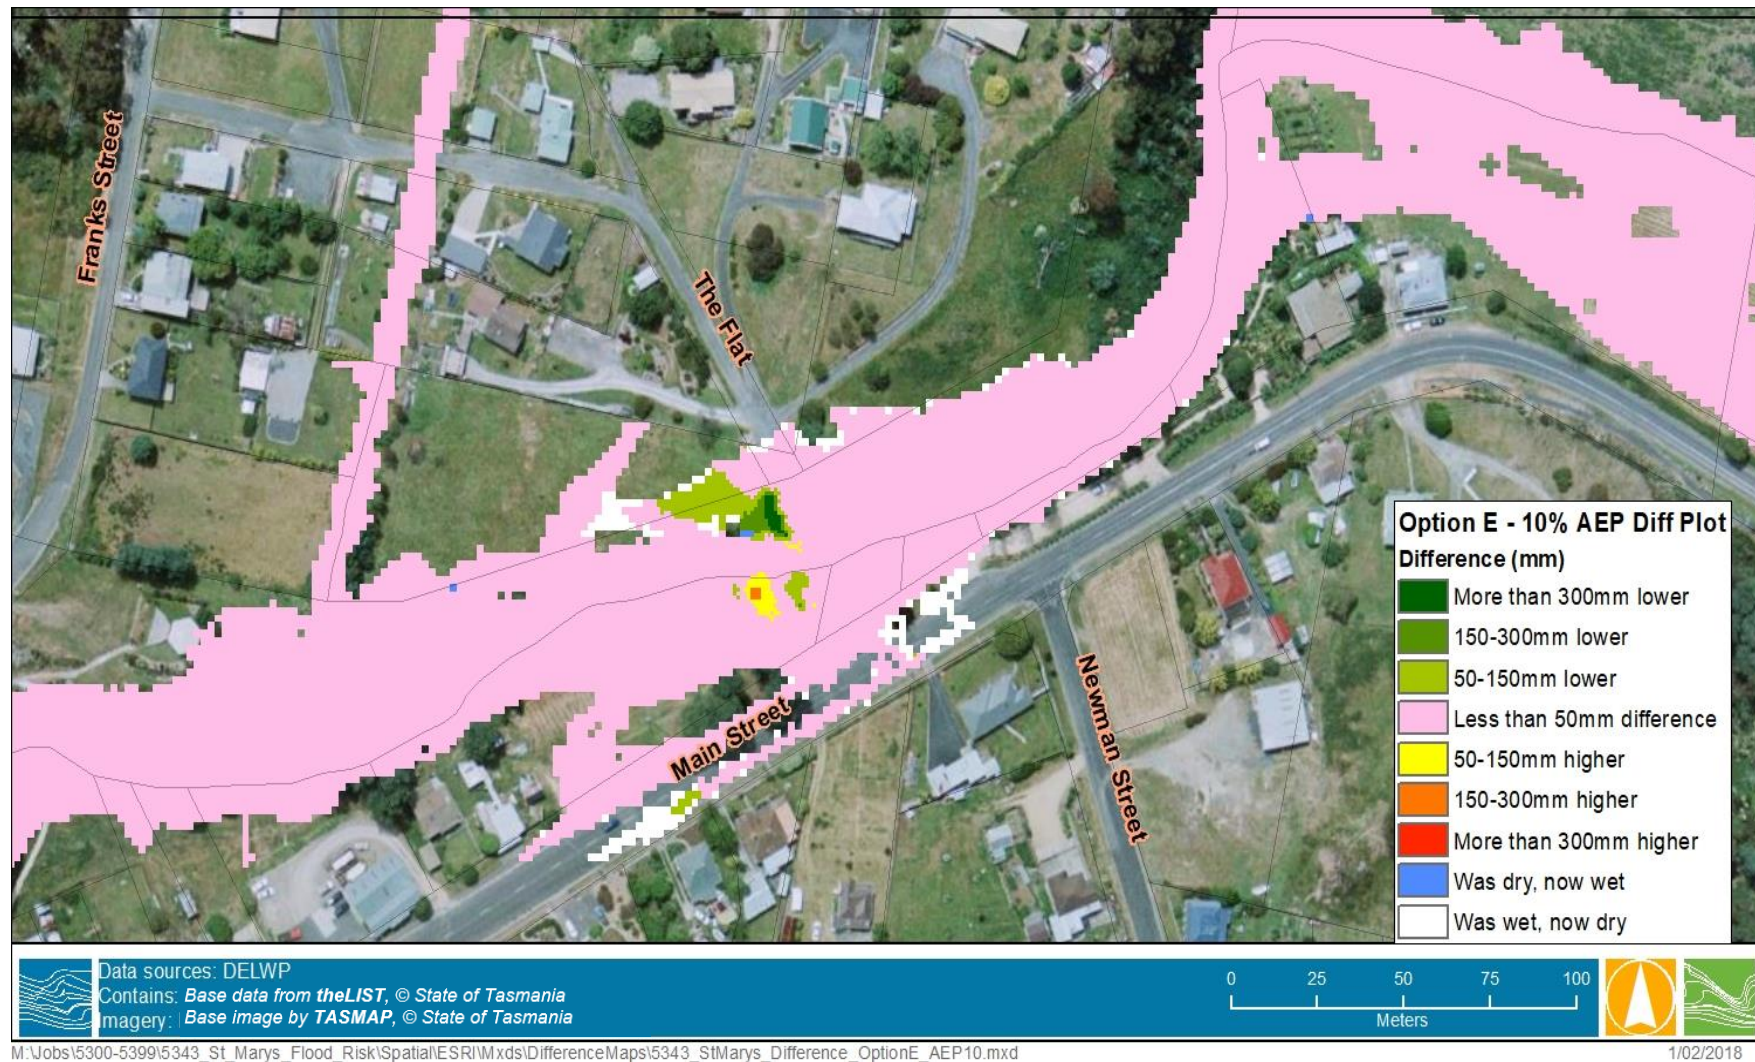 Franks Street
The Flat
Main Street
Newman Street
Option E - 10% AEP Diff Plot
Difference (mm)
More than 300mm lower
150-300mm lower
50-150mm lower
Less than 50mm difference
50-150mm higher
150-300mm higher
More than 300mm higher
Was dry, now wet
Was wet, now dry
Data sources: DELWP
Contains: Base data from theLIST, © State of Tasmania
Imagery: Base image by TASMAP, © State of Tasmania
0 25 50 75 100
Meters
M:\Jobs\5300-5399\5343_St_Marys_Flood_Risk\Spatial\ESRI\Mxds\DifferenceMaps\5343_StMarys_Difference_OptionE_AEP10.mxd
1/02/2018